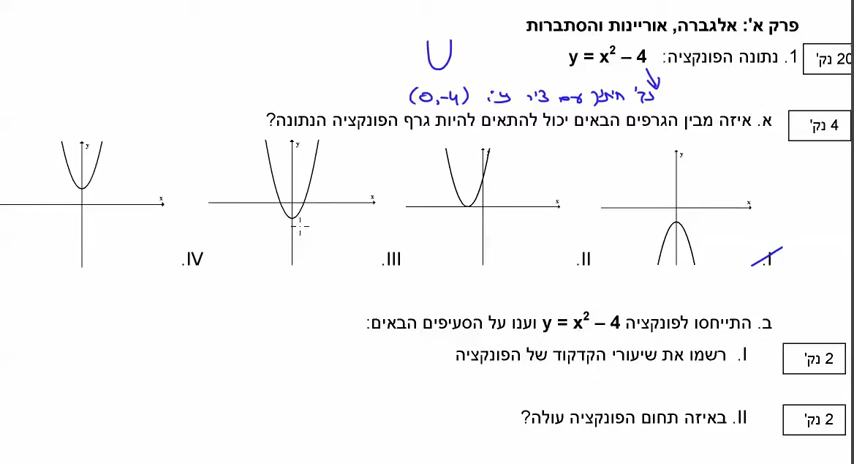 פרק א': אלגברה, אוריינות והסתברות
20 נק'
1. נתונה הפונקציה: y = x² – 4
נק' חיתוך עם ציר y: (0,-4)
4 נק'
א. איזה מבין הגרפים הבאים יכול להתאים להיות גרף הפונקציה הנתונה?
y y y y
x x x x
I. II. III. IV.
ב. התייחסו לפונקציה y = x² – 4 וענו על הסעיפים הבאים:
2 נק'
I. רשמו את שיעורי הקדקוד של הפונקציה
2 נק'
II. באיזה תחום הפונקציה עולה?